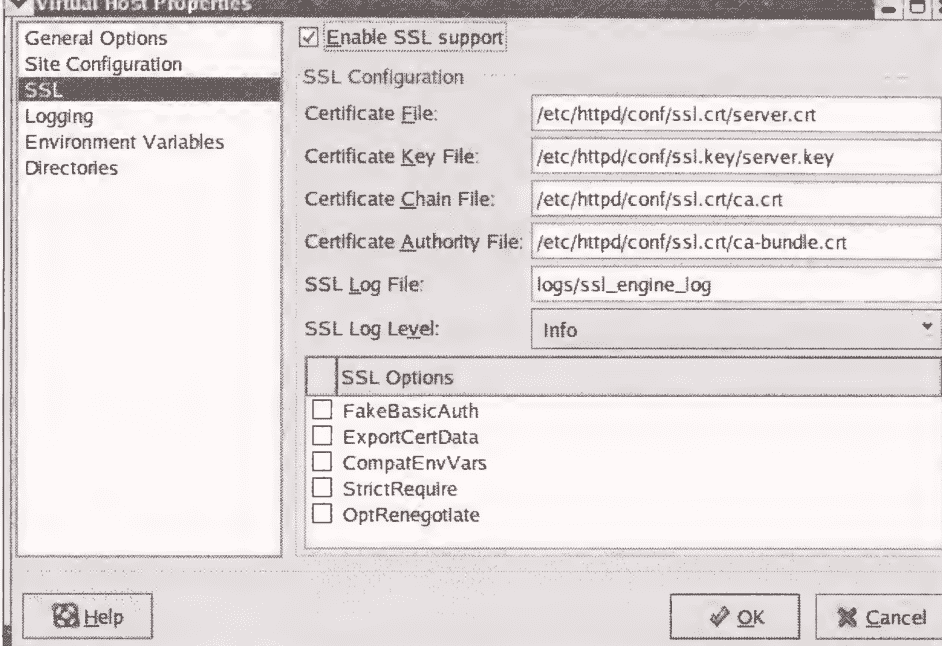 Virtual Host Properties
General Options
Site Configuration
SSL
Logging
Environment Variables
Directories
Enable SSL support
SSL Configuration
Certificate File: /etc/httpd/conf/ssl.crt/server.crt
Certificate Key File: /etc/httpd/conf/ssl.key/server.key
Certificate Chain File: /etc/httpd/conf/ssl.crt/ca.crt
Certificate Authority File: /etc/httpd/conf/ssl.crt/ca-bundle.crt
SSL Log File: logs/ssl_engine_log
SSL Log Level: Info
SSL Options
FakeBasicAuth
ExportCertData
CompatEnvVars
StrictRequire
OptRenegotiate
Help
OK
Cancel